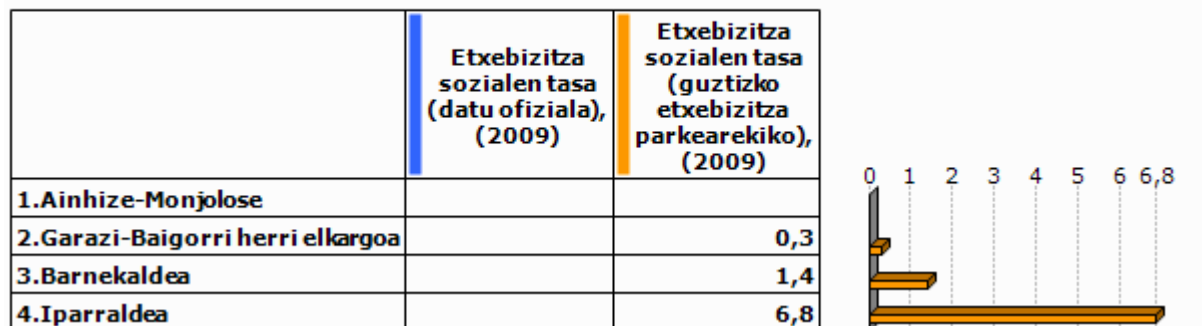 Etxebizitza
sozialen tasa
(datu ofiziala),
(2009)
Etxebizitza
sozialen tasa
(guztizko
etxebizitza
parkearekiko),
(2009)
0 1 2 3 4 5 6 6,8
1.Ainhize-Monjolose
2.Garazi-Baigorri herri elkargoa 0,3
3.Barnekaldea 1,4
4.Iparraldea 6,8